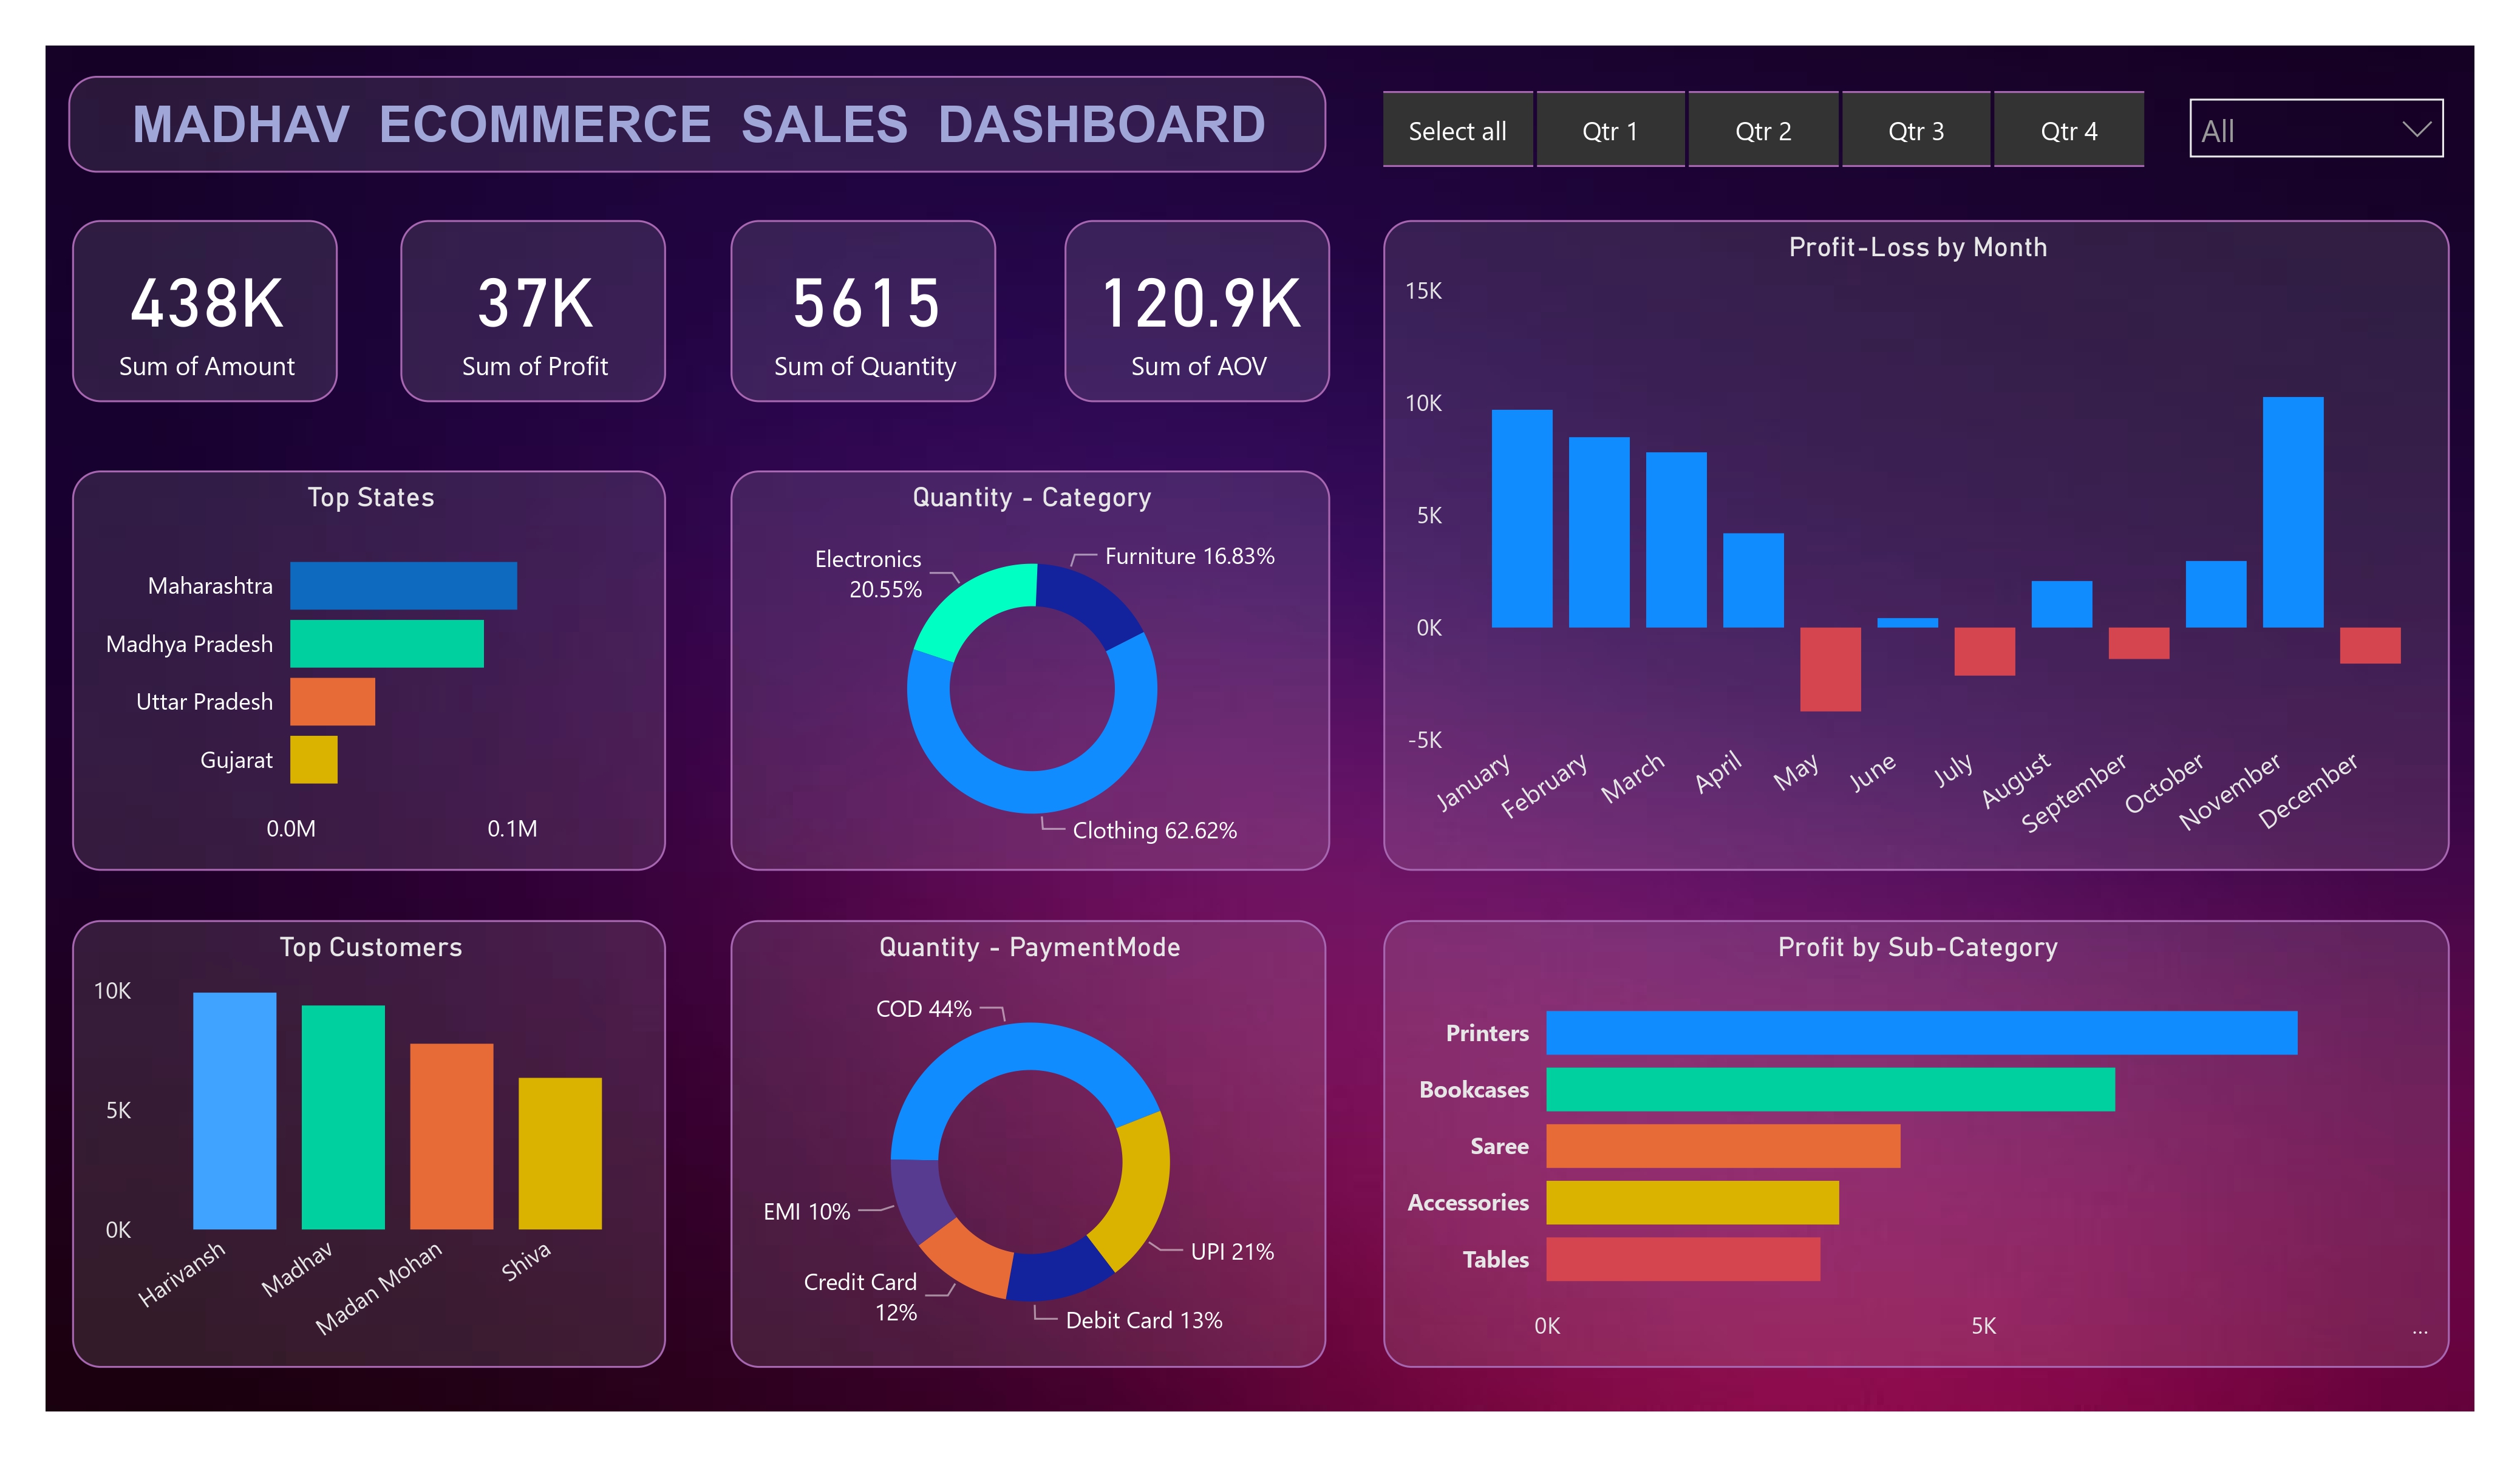 MADHAV ECOMMERCE SALES DASHBOARD
Select all
Qtr 1
Qtr 2
Qtr 3
Qtr 4
All
438K
Sum of Amount
37K
Sum of Profit
5615
Sum of Quantity
120.9K
Sum of AOV
Profit-Loss by Month
15K
10K
5K
0K
-5K
January
February
March
April
May
June
July
August
September
October
November
December
Top States
Maharashtra
Madhya Pradesh
Uttar Pradesh
Gujarat
0.0M
0.1M
Quantity - Category
Electronics
20.55%
Furniture 16.83%
Clothing 62.62%
Top Customers
10K
5K
0K
Harivansh
Madhav
Madan Mohan
Shiva
Quantity - PaymentMode
COD 44%
EMI 10%
Credit Card
12%
UPI 21%
Debit Card 13%
Profit by Sub-Category
Printers
Bookcases
Saree
Accessories
Tables
0K
5K
...